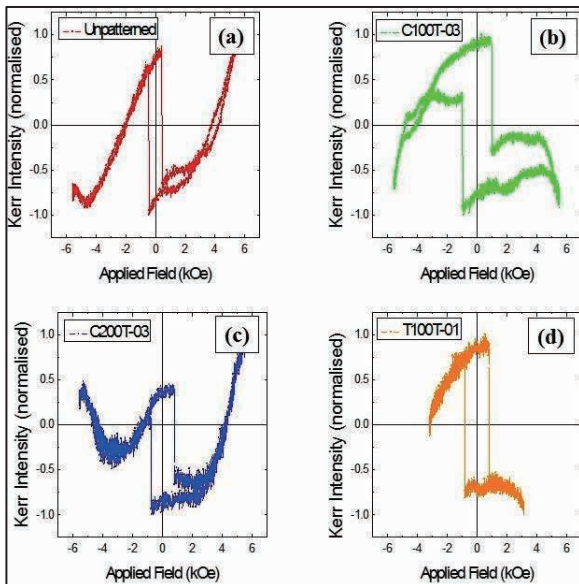 Unpatterned
(a)
Kerr Intensity (normalised)
1.0
0.5
0.0
-0.5
-1.0
-6 -4 -2 0 2 4 6
Applied Field (kOe)
C100T-03
(b)
Kerr Intensity (normalised)
1.0
0.5
0.0
-0.5
-1.0
-6 -4 -2 0 2 4 6
Applied Field (kOe)
C200T-03
(c)
Kerr Intensity (normalised)
1.0
0.5
0.0
-0.5
-1.0
-6 -4 -2 0 2 4 6
Applied Field (kOe)
T100T-01
(d)
Kerr Intensity (normalised)
1.0
0.5
0.0
-0.5
-1.0
-6 -4 -2 0 2 4 6
Applied Field (kOe)